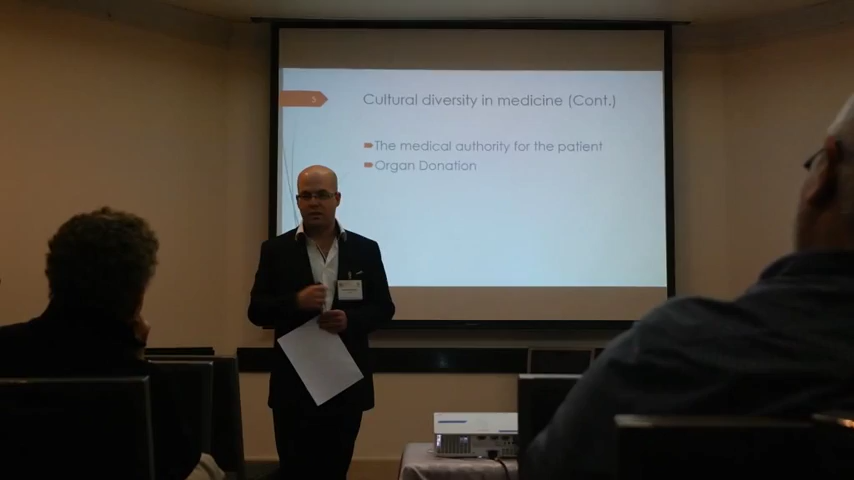 5
Cultural diversity in medicine (Cont.)
The medical authority for the patient
Organ Donation